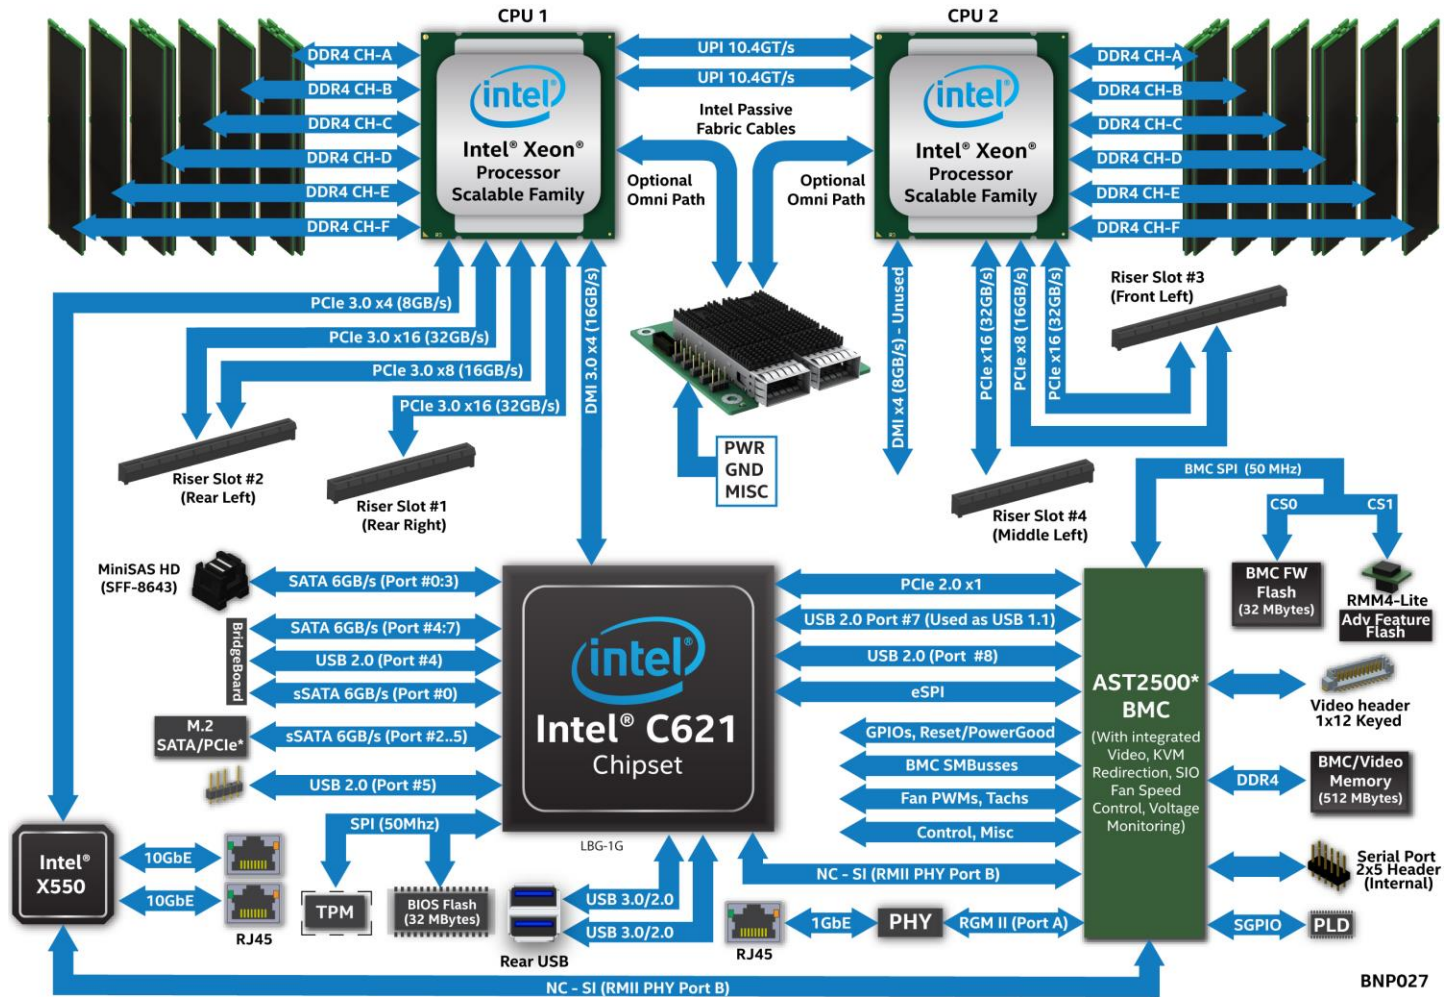 CPU 1
CPU 2
DDR4 CH-A
DDR4 CH-B
DDR4 CH-C
DDR4 CH-D
DDR4 CH-E
DDR4 CH-F
intel®
Intel® Xeon®
Processor
Scalable Family
UPI 10.4GT/s
UPI 10.4GT/s
Intel Passive
Fabric Cables
Optional
Omni Path
Optional
Omni Path
intel®
Intel® Xeon®
Processor
Scalable Family
DDR4 CH-A
DDR4 CH-B
DDR4 CH-C
DDR4 CH-D
DDR4 CH-E
DDR4 CH-F
PCIe 3.0 x4 (8GB/s)
PCIe 3.0 x16 (32GB/s)
PCIe 3.0 x8 (16GB/s)
PCIe 3.0 x16 (32GB/s)
DMI 3.0 x4 (16GB/s)
DMI x4 (8GB/s) - Unused
PCIe x16 (32GB/s)
PCIe x8 (16GB/s)
PCIe x16 (32GB/s)
Riser Slot #3
(Front Left)
Riser Slot #2
(Rear Left)
Riser Slot #1
(Rear Right)
PWR
GND
MISC
Riser Slot #4
(Middle Left)
BMC SPI (50 MHz)
CS0
CS1
BMC FW
Flash
(32 MBytes)
RMM4-Lite
Adv Feature
Flash
MiniSAS HD
(SFF-8643)
SATA 6GB/s (Port #0:3)
BridgeBoard
SATA 6GB/s (Port #4:7)
USB 2.0 (Port #4)
sSATA 6GB/s (Port #0)
M.2
SATA/PCIe*
sSATA 6GB/s (Port #2..5)
USB 2.0 (Port #5)
SPI (50Mhz)
intel®
Intel® C621
Chipset
LBG-1G
PCIe 2.0 x1
USB 2.0 Port #7 (Used as USB 1.1)
USB 2.0 (Port #8)
eSPI
GPIOs, Reset/PowerGood
BMC SMBusses
Fan PWMs, Tachs
Control, Misc
NC - SI (RMII PHY Port B)
AST2500*
BMC
(With integrated
Video, KVM
Redirection, SIO
Fan Speed
Control, Voltage
Monitoring)
Video header
1x12 Keyed
DDR4
BMC/Video
Memory
(512 MBytes)
Serial Port
2x5 Header
(Internal)
SGPIO
PLD
Intel®
X550
10GbE
10GbE
RJ45
TPM
BIOS Flash
(32 MBytes)
USB 3.0/2.0
USB 3.0/2.0
Rear USB
RJ45
1GbE
PHY
RGM II (Port A)
NC - SI (RMII PHY Port B)
BNP027